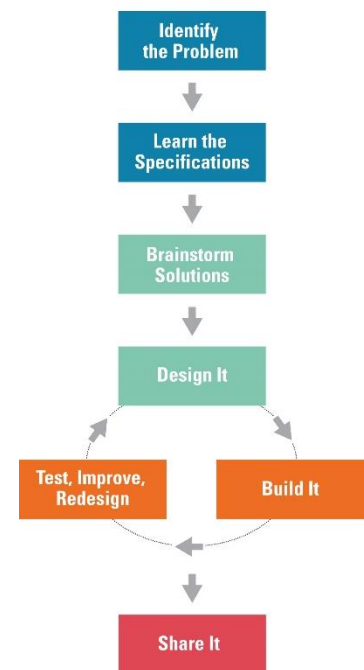 Identify
the Problem
Learn the
Specifications
Brainstorm
Solutions
Design It
Test, Improve,
Redesign
Build It
Share It